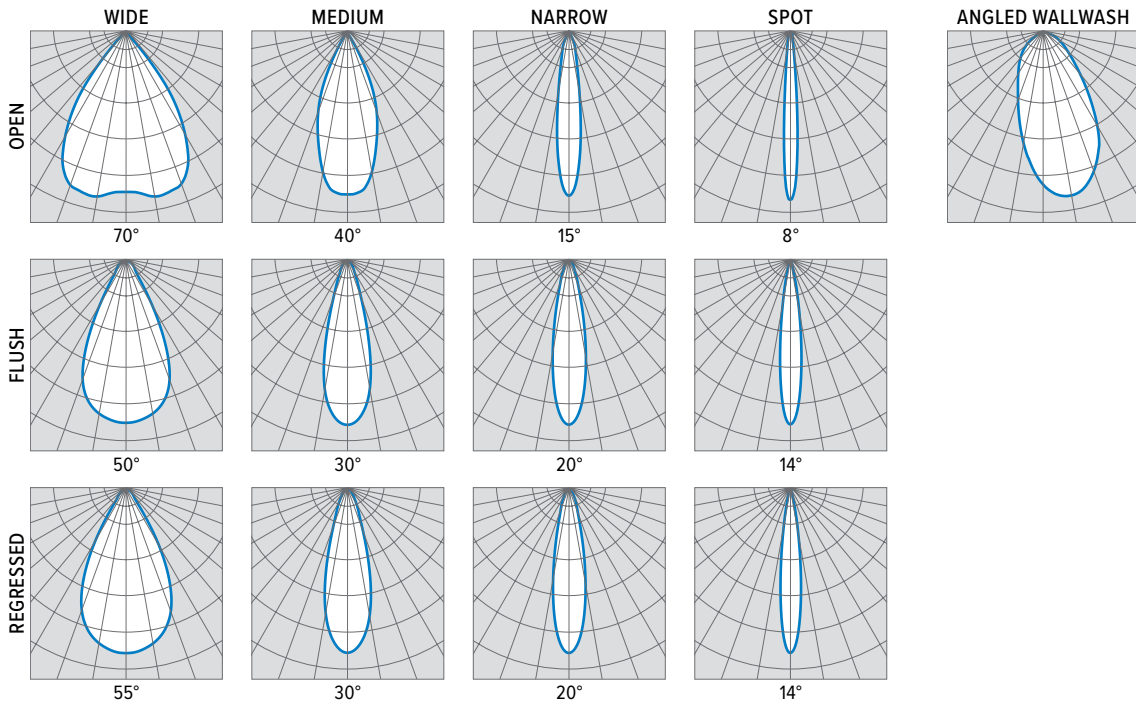 WIDE MEDIUM NARROW SPOT ANGLED WALLWASH
OPEN
70° 40° 15° 8°
FLUSH
50° 30° 20° 14°
REGRESSED
55° 30° 20° 14°